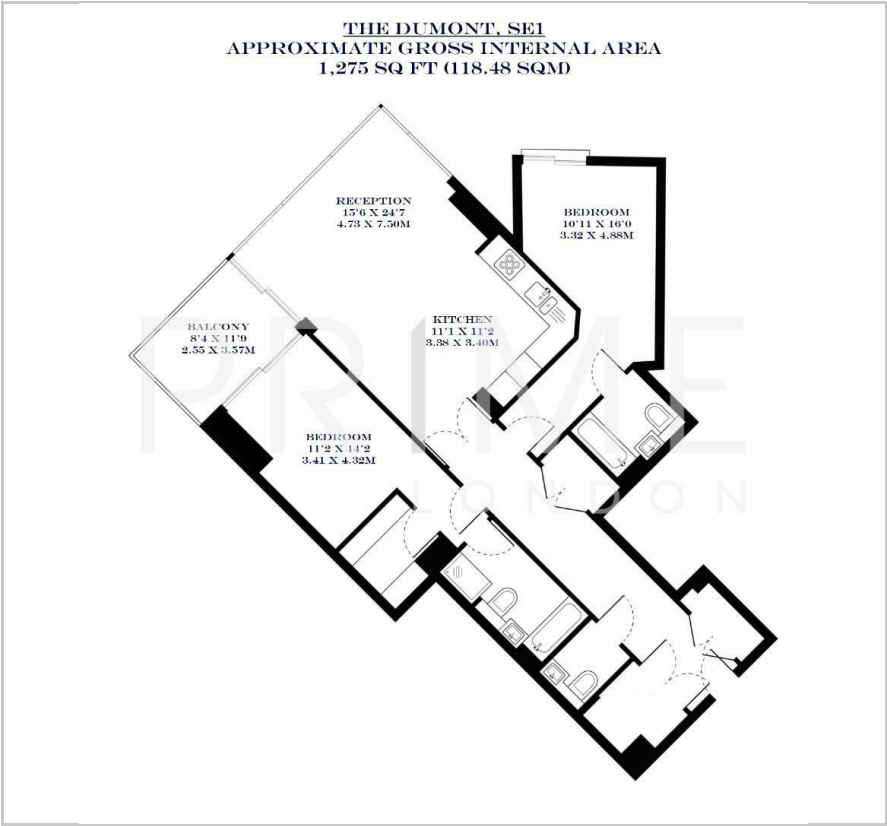 THE DUMONT, SE1
APPROXIMATE GROSS INTERNAL AREA
1,275 SQ FT (118.48 SQM)
RECEPTION
15'6 X 24'7
4.73 X 7.50M
BEDROOM
10'11 X 16'0
3.32 X 4.88M
BALCONY
8'4 X 11'9
2.55 X 3.57M
KITCHEN
11'1 X 11'2
3.38 X 3.40M
BEDROOM
11'2 X 14'2
3.41 X 4.32M
PRIME
LONDON